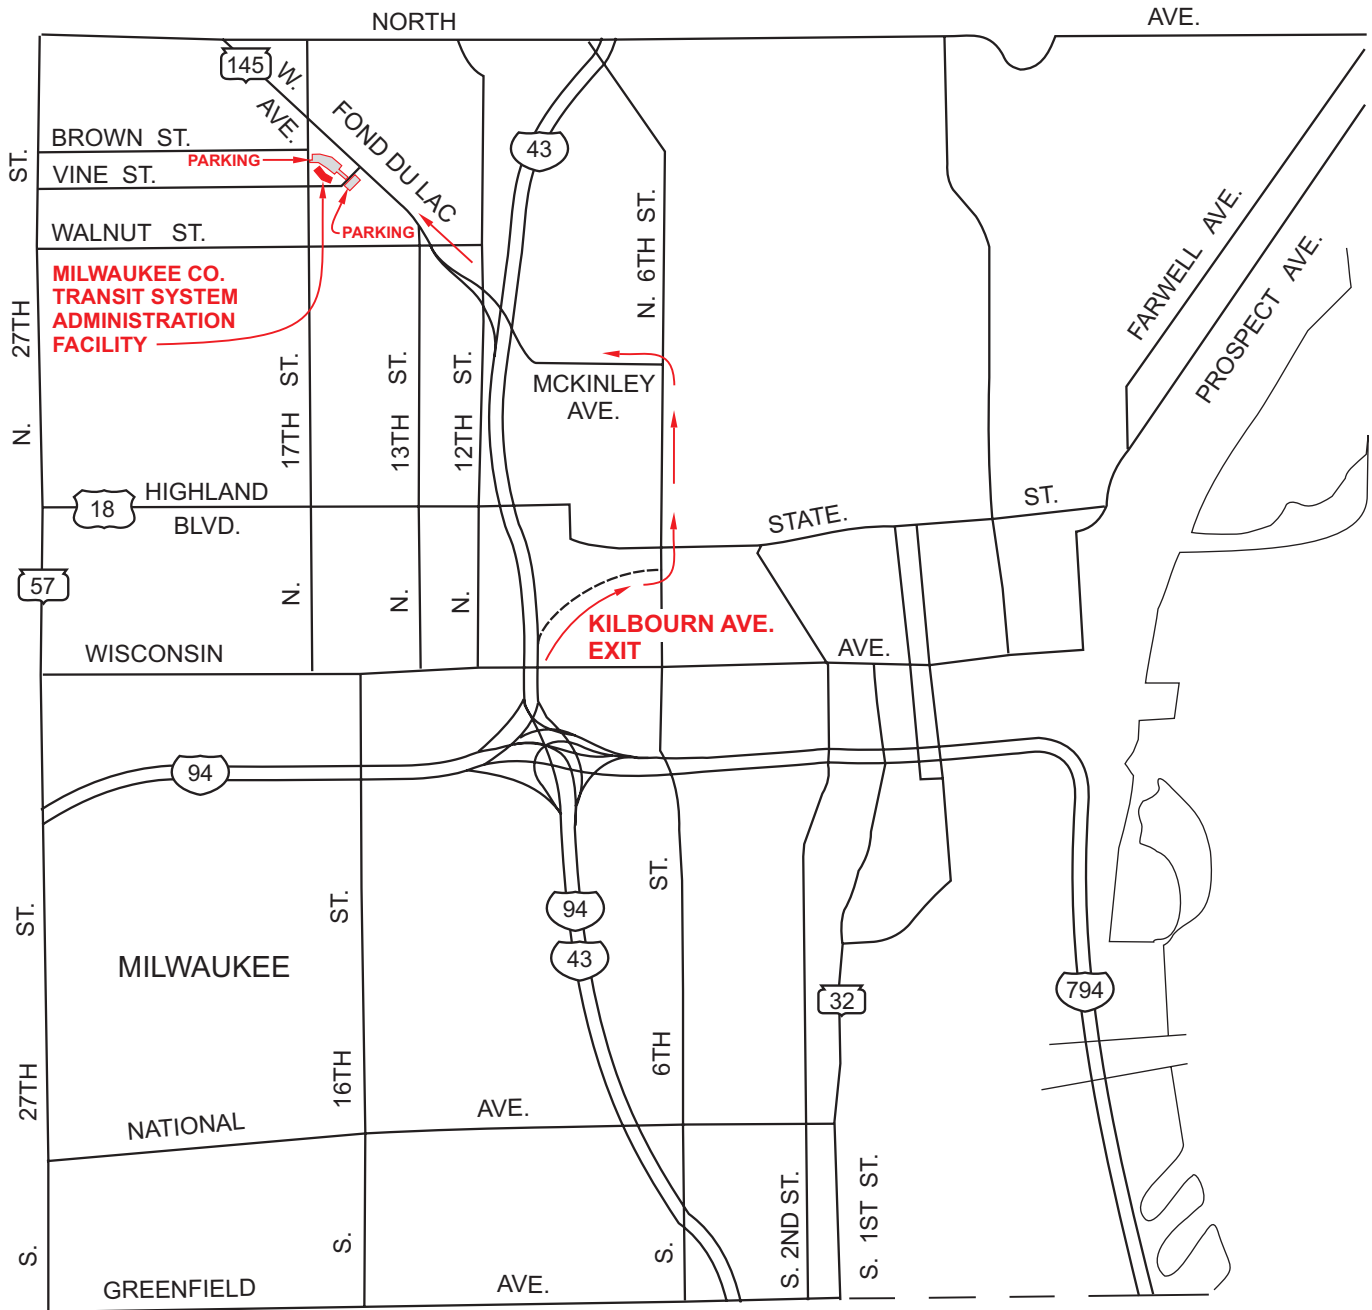 NORTH
AVE.
145
W.
AVE.
FOND DU LAC
43
BROWN ST.
PARKING
VINE ST.
ST.
WALNUT ST.
PARKING
N. 6TH ST.
FARWELL AVE.
PROSPECT AVE.
MILWAUKEE CO.
TRANSIT SYSTEM
ADMINISTRATION
FACILITY
27TH
N.
17TH ST.
13TH ST.
12TH ST.
MCKINLEY
AVE.
18
HIGHLAND
BLVD.
STATE.
ST.
57
N.
N.
N.
KILBOURN AVE.
EXIT
WISCONSIN
AVE.
94
ST.
ST.
ST.
94
43
MILWAUKEE
32
794
27TH
16TH
6TH
NATIONAL
AVE.
S.
S.
S.
S. 2ND ST.
S. 1ST ST.
GREENFIELD
AVE.